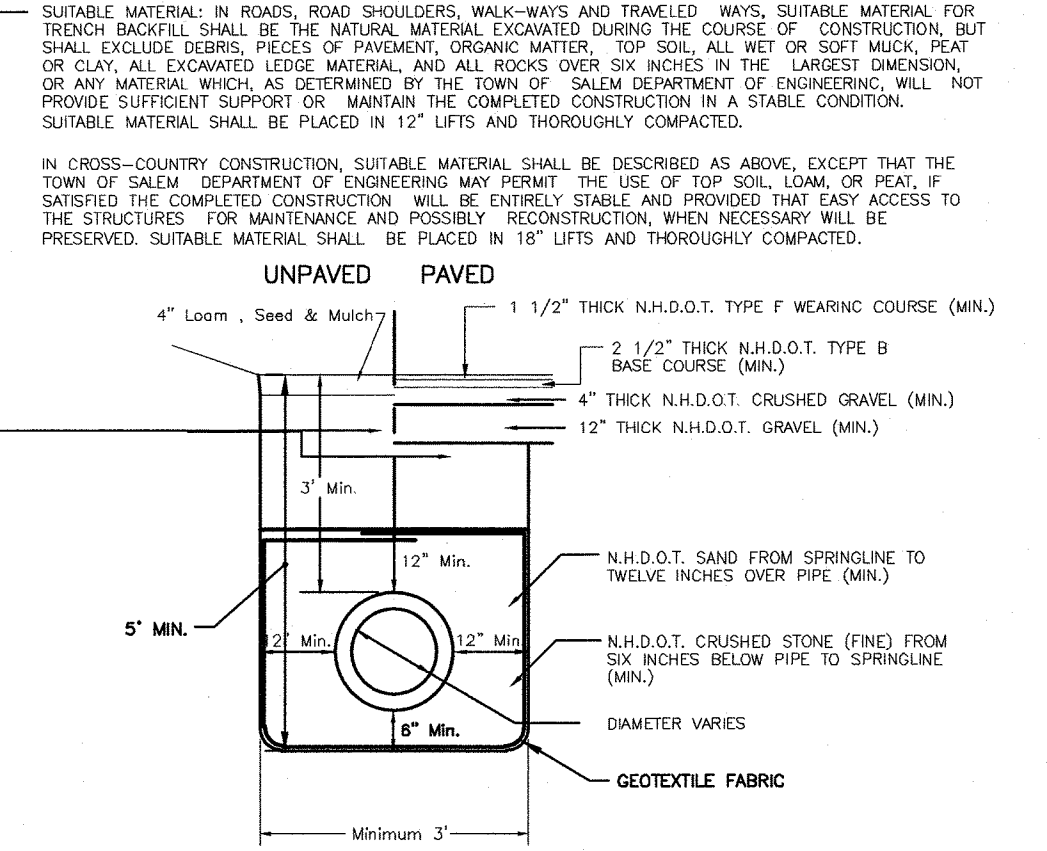 SUITABLE MATERIAL: IN ROADS, ROAD SHOULDERS, WALK-WAYS AND TRAVELED WAYS, SUITABLE MATERIAL FOR
TRENCH BACKFILL SHALL BE THE NATURAL MATERIAL EXCAVATED DURING THE COURSE OF CONSTRUCTION, BUT
SHALL EXCLUDE DEBRIS, PIECES OF PAVEMENT, ORGANIC MATTER, TOP SOIL, ALL WET OR SOFT MUCK, PEAT
OR CLAY, ALL EXCAVATED LEDGE MATERIAL, AND ALL ROCKS OVER SIX INCHES IN THE LARGEST DIMENSION,
OR ANY MATERIAL WHICH, AS DETERMINED BY THE TOWN OF SALEM DEPARTMENT OF ENGINEERINC, WILL NOT
PROVIDE SUFFICIENT SUPPORT OR MAINTAIN THE COMPLETED CONSTRUCTION IN A STABLE CONDITION.
SUITABLE MATERIAL SHALL BE PLACED IN 12" LIFTS AND THOROUGHLY COMPACTED.
IN CROSS-COUNTRY CONSTRUCTION, SUITABLE MATERIAL SHALL BE DESCRIBED AS ABOVE, EXCEPT THAT THE
TOWN OF SALEM DEPARTMENT OF ENGINEERING MAY PERMIT THE USE OF TOP SOIL, LOAM, OR PEAT, IF
SATISFIED THE COMPLETED CONSTRUCTION WILL BE ENTIRELY STABLE AND PROVIDED THAT EASY ACCESS TO
THE STRUCTURES FOR MAINTENANCE AND POSSIBLY RECONSTRUCTION, WHEN NECESSARY WILL BE
PRESERVED. SUITABLE MATERIAL SHALL BE PLACED IN 18" LIFTS AND THOROUGHLY COMPACTED.
UNPAVED PAVED
4" Loam , Seed & Mulch
1 1/2" THICK N.H.D.O.T. TYPE F WEARINC COURSE (MIN.)
2 1/2" THICK N.H.D.O.T. TYPE B
BASE COURSE (MIN.)
4" THICK N.H.D.O.T. CRUSHED GRAVEL (MIN.)
12" THICK N.H.D.O.T. GRAVEL (MIN.)
3' Min.
12" Min.
N.H.D.O.T. SAND FROM SPRINGLINE TO
TWELVE INCHES OVER PIPE (MIN.)
5' MIN.
12" Min.
12" Min
N.H.D.O.T. CRUSHED STONE (FINE) FROM
SIX INCHES BELOW PIPE TO SPRINGLINE
(MIN.)
6" Min.
DIAMETER VARIES
GEOTEXTILE FABRIC
Minimum 3'